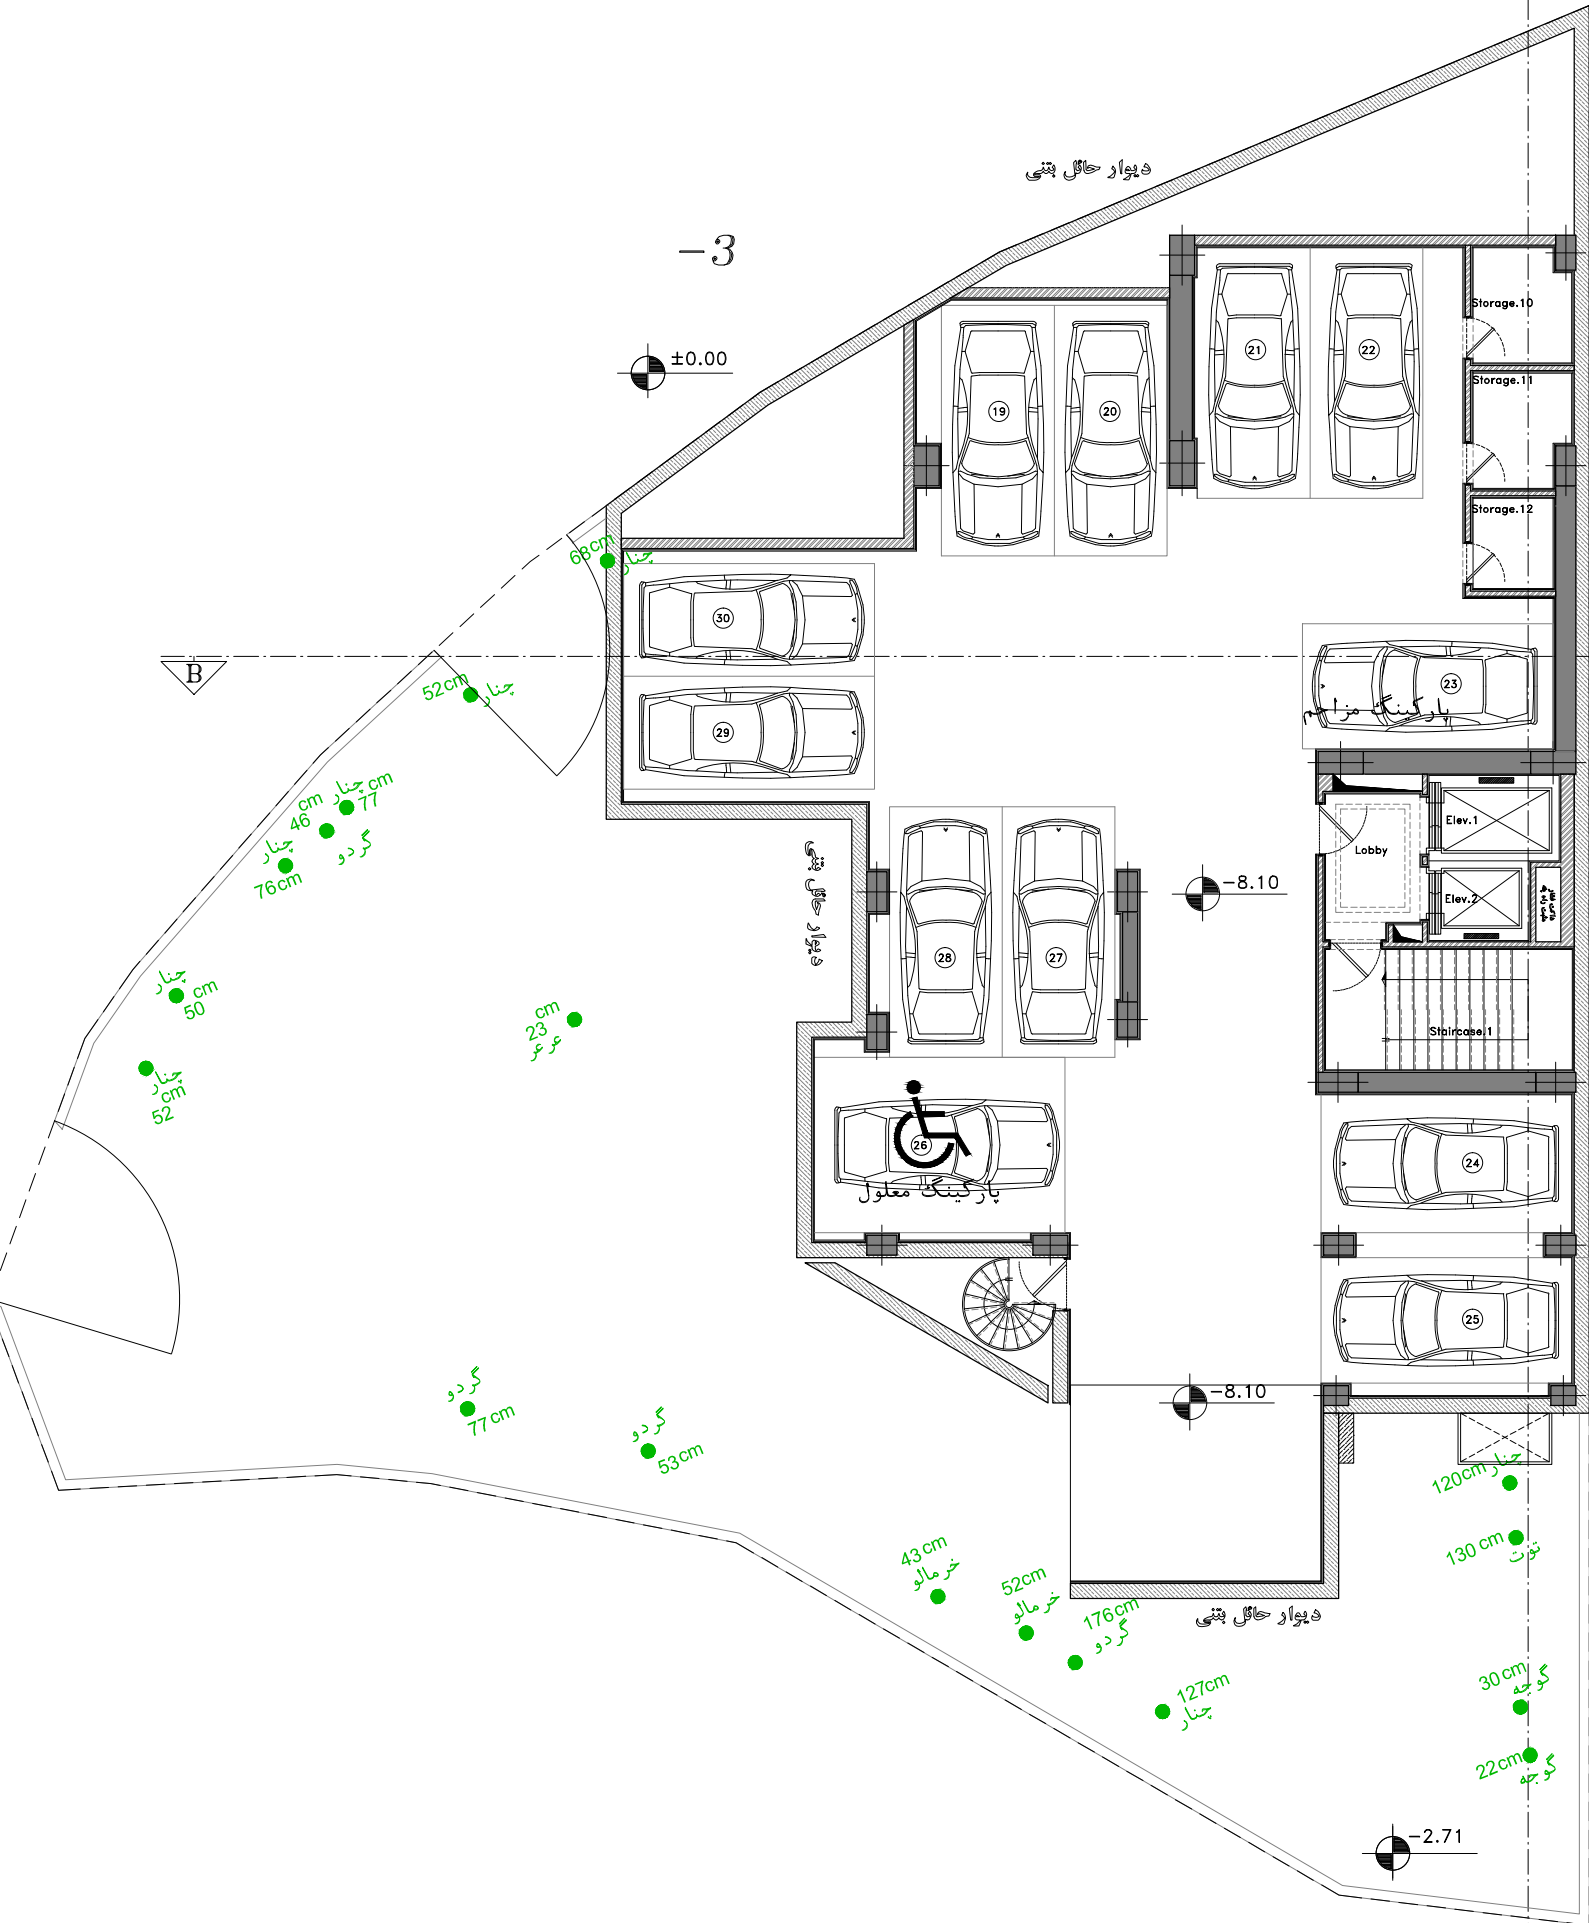 دیوار حائل بتنی
-3
±0.00
21
22
Storage.10
Storage.11
19
20
Storage.12
68cm
چنار
30
B
52cm
چنار
23
پارکینگ مزاحم
29
چنار
cm
77
cm
46
گردو
چنار
76cm
Elev.1
Lobby
دیوار حائل بتنی
-8.10
Elev.2
28
27
چنار
cm
50
cm
23
عرعر
Staircase.1
چنار
cm
52
26
پارکینگ معلول
24
25
گردو
77cm
-8.10
گردو
53cm
120cm
چنار
130cm
توت
43cm
خرمالو
52cm
خرمالو
176cm
گردو
دیوار حائل بتنی
127cm
چنار
30cm
گوجه
22cm
گوجه
-2.71